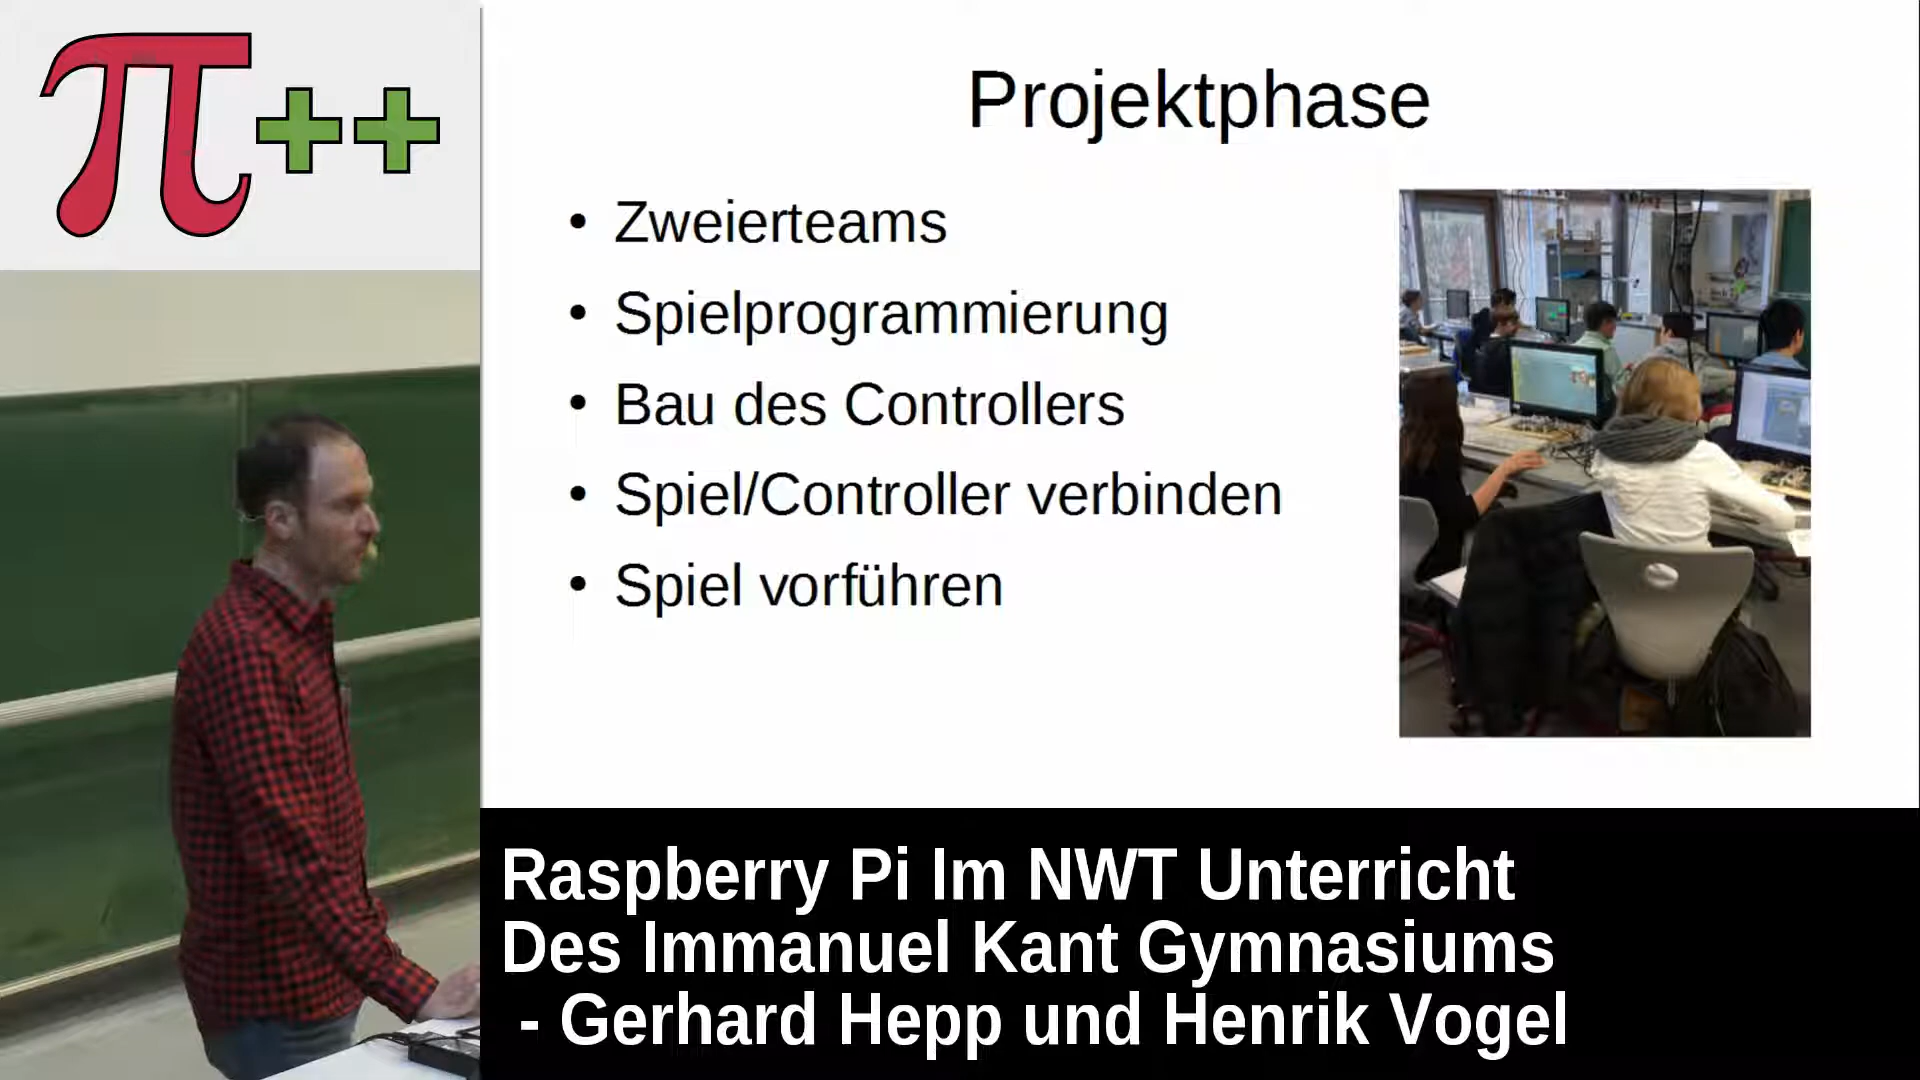 π++
Projektphase
• Zweierteams
• Spielprogrammierung
• Bau des Controllers
• Spiel/Controller verbinden
• Spiel vorführen
Raspberry Pi Im NWT Unterricht
Des Immanuel Kant Gymnasiums
- Gerhard Hepp und Henrik Vogel